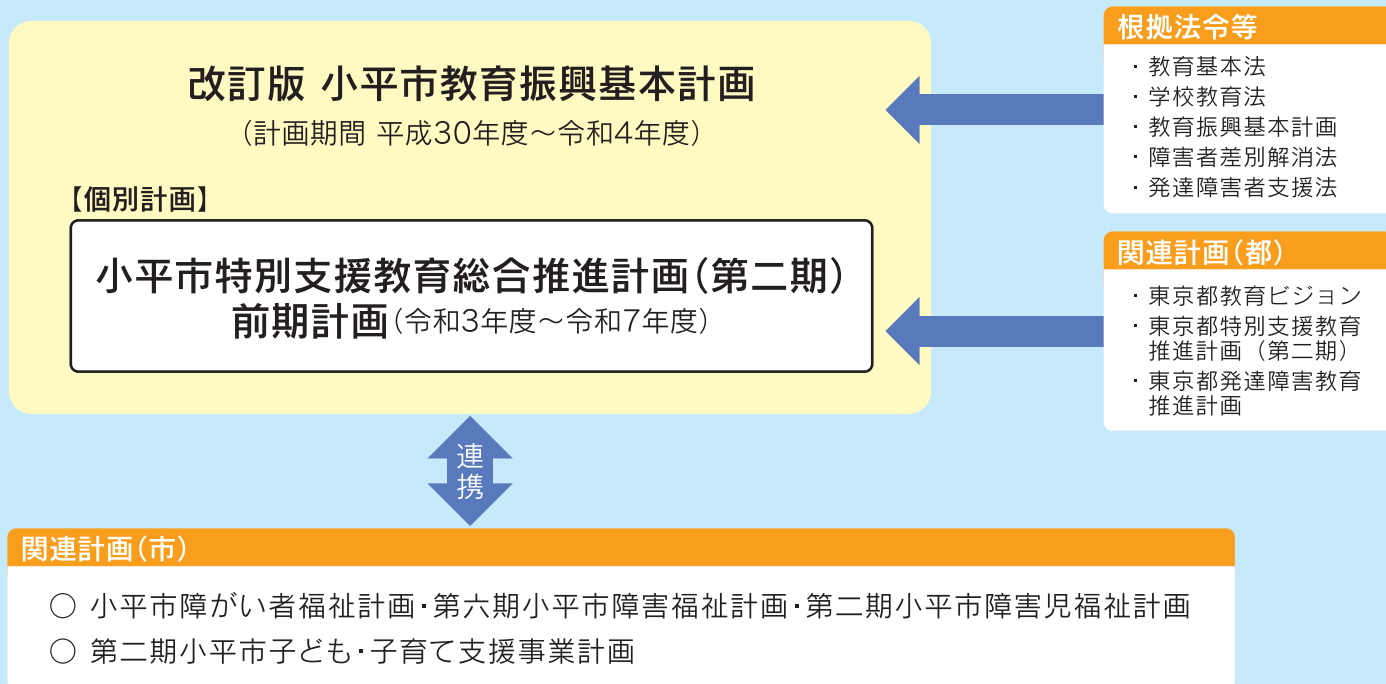 改訂版 小平市教育振興基本計画
（計画期間 平成30年度～令和4年度）
【個別計画】
小平市特別支援教育総合推進計画（第二期）
前期計画（令和3年度～令和7年度）
根拠法令等
・教育基本法
・学校教育法
・教育振興基本計画
・障害者差別解消法
・発達障害者支援法
関連計画（都）
・東京都教育ビジョン
・東京都特別支援教育
推進計画（第二期）
・東京都発達障害教育
推進計画
連携
関連計画（市）
○ 小平市障がい者福祉計画・第六期小平市障害福祉計画・第二期小平市障害児福祉計画
○ 第二期小平市子ども・子育て支援事業計画